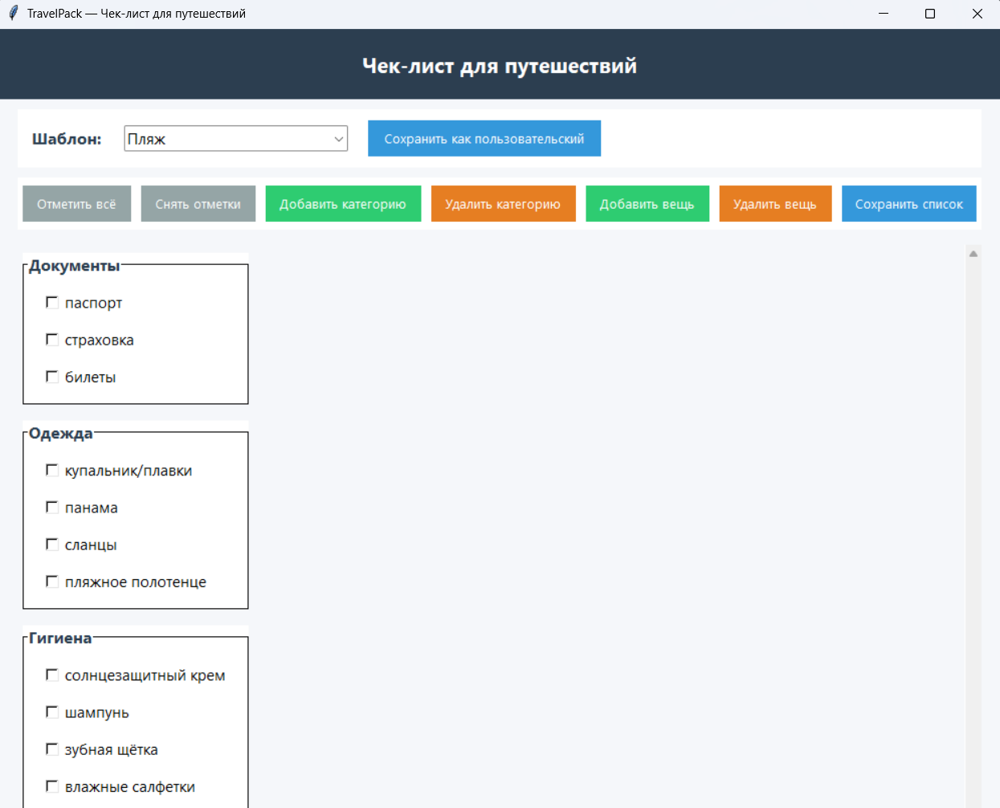 TravelPack — Чек-лист для путешествий
Чек-лист для путешествий
Шаблон: Пляж Сохранить как пользовательский
Отметить всё Снять отметки Добавить категорию Удалить категорию Добавить вещь Удалить вещь Сохранить список
Документы
паспорт
страховка
билеты
Одежда
купальник/плавки
панама
сланцы
пляжное полотенце
Гигиена
солнцезащитный крем
шампунь
зубная щётка
влажные салфетки